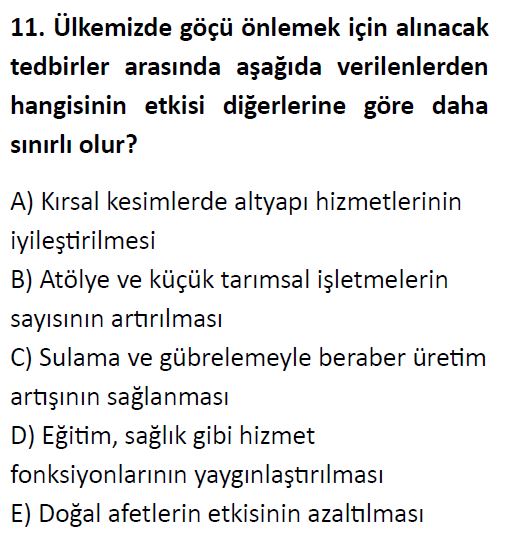 11. Ülkemizde göçü önlemek için alınacak
tedbirler arasında aşağıda verilenlerden
hangisinin etkisi diğerlerine göre daha
sınırlı olur?
A) Kırsal kesimlerde altyapı hizmetlerinin
iyileştirilmesi
B) Atölye ve küçük tarımsal işletmelerin
sayısının artırılması
C) Sulama ve gübrelemeyle beraber üretim
artışının sağlanması
D) Eğitim, sağlık gibi hizmet
fonksiyonlarının yaygınlaştırılması
E) Doğal afetlerin etkisinin azaltılması